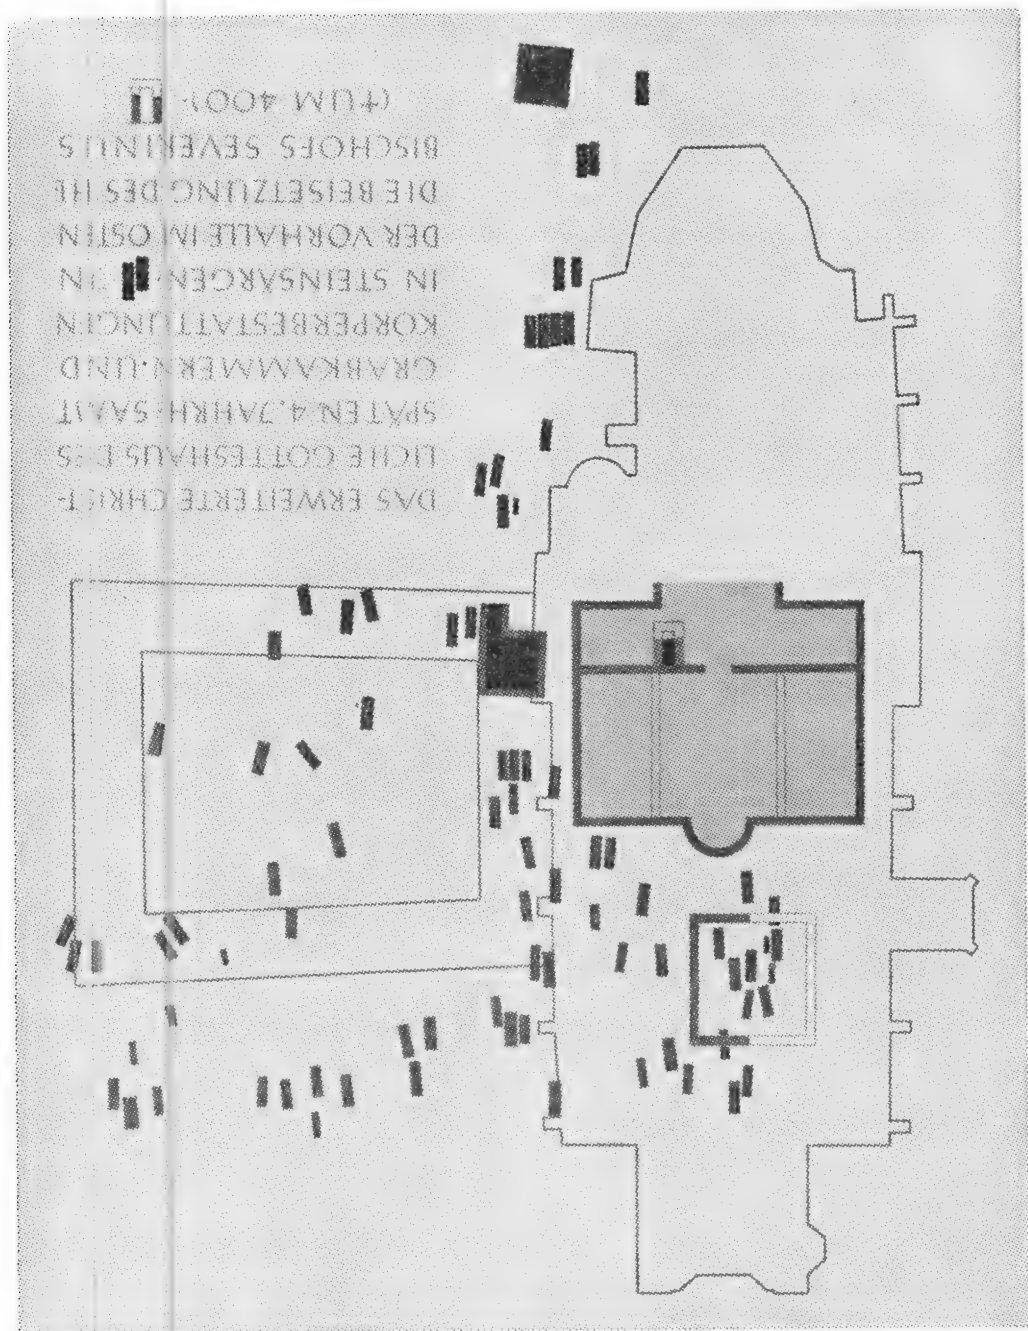 DAS ERWEITERTE CHRIST-
LICHE GOTTESHAUS DES
SPÄTEN 4. JAHRH·SAMT
GRABKAMMERN·UND
KÖRPERBESTATTUNGEN
IN STEINSÄRGEN· IN
DER VORHALLE IM OSTEN
DIE BEISETZUNG DES HL
BISCHOFS SEVERINUS
(†UM 400)·